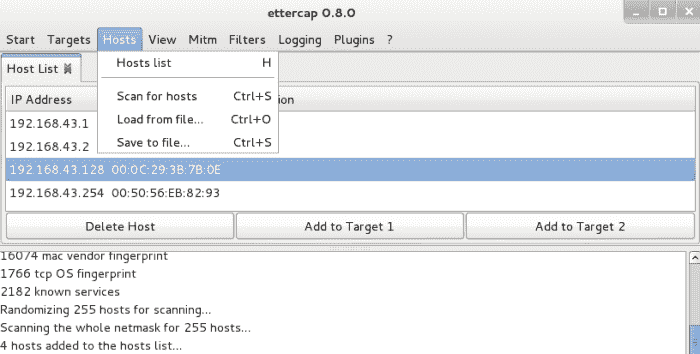 ettercap 0.8.0
Start Targets Hosts View Mitm Filters Logging Plugins ?
Host List
Hosts list H
Scan for hosts Ctrl+S
Load from file... Ctrl+O
Save to file... Ctrl+S
IP Address
192.168.43.1
192.168.43.2
192.168.43.128 00:0C:29:3B:7B:0E
192.168.43.254 00:50:56:EB:82:93
Delete Host Add to Target 1 Add to Target 2
16074 mac vendor fingerprint
1766 tcp OS fingerprint
2182 known services
Randomizing 255 hosts for scanning...
Scanning the whole netmask for 255 hosts...
4 hosts added to the hosts list...